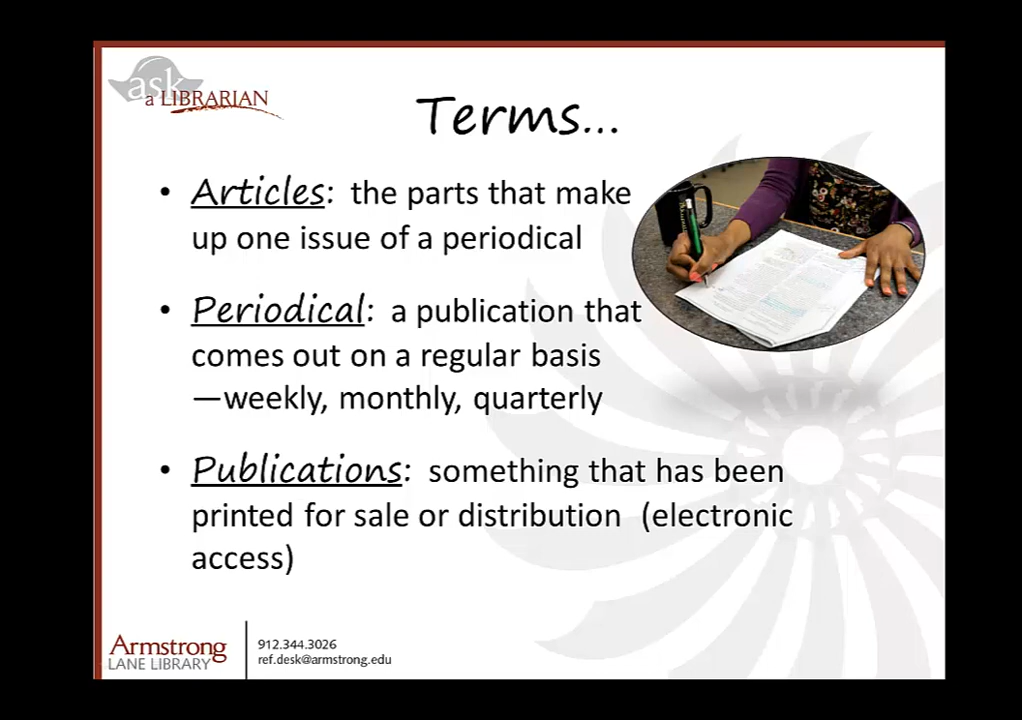 ask
a LIBRARIAN
Terms...
• Articles: the parts that make
up one issue of a periodical
• Periodical: a publication that
comes out on a regular basis
—weekly, monthly, quarterly
• Publications: something that has been
printed for sale or distribution (electronic
access)
Armstrong
LANE LIBRARY
912.344.3026
ref.desk@armstrong.edu